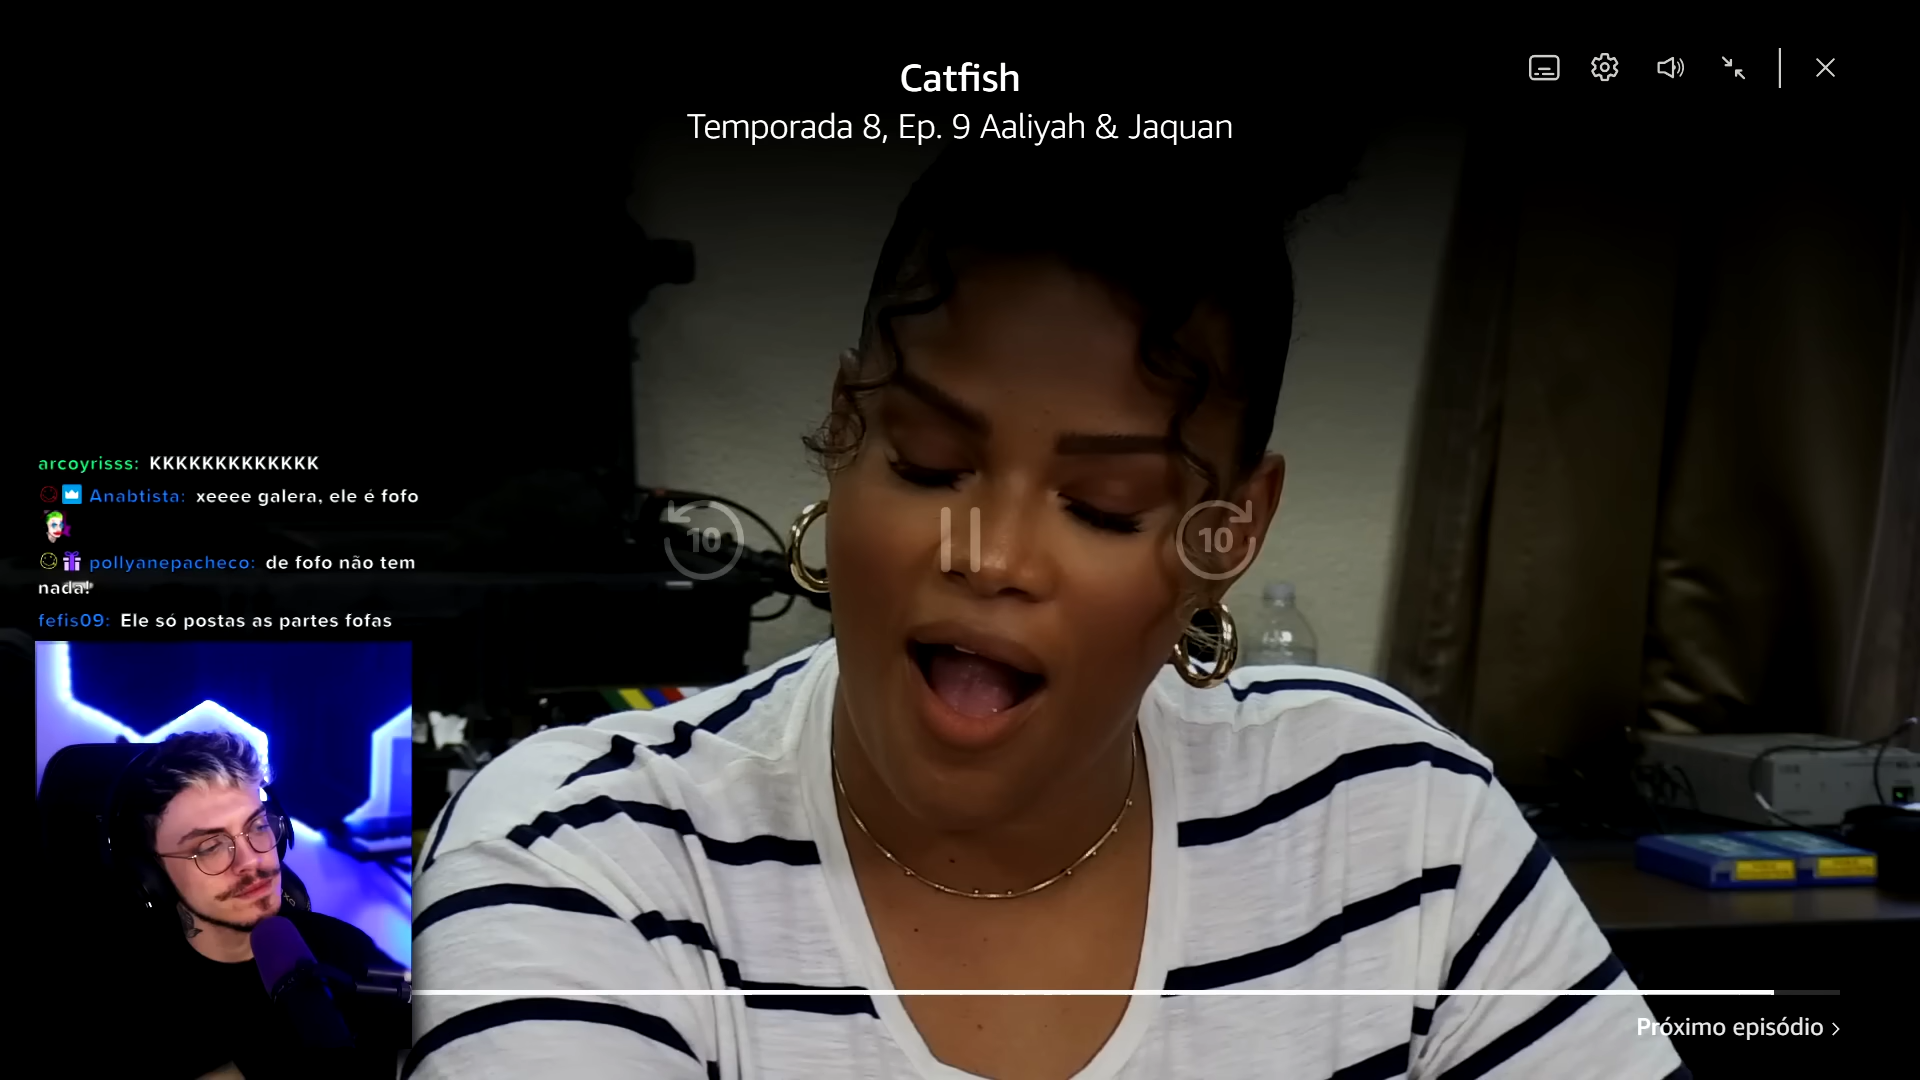 Catfish
Temporada 8, Ep. 9 Aaliyah & Jaquan
arcoyrisss: KKKKKKKKKKKKK
Anabtista: xeeee galera, ele é fofo
10
10
pollyanepacheco: de fofo não tem
nada!
fefis09: Ele só postas as partes fofas
Próximo episódio ›